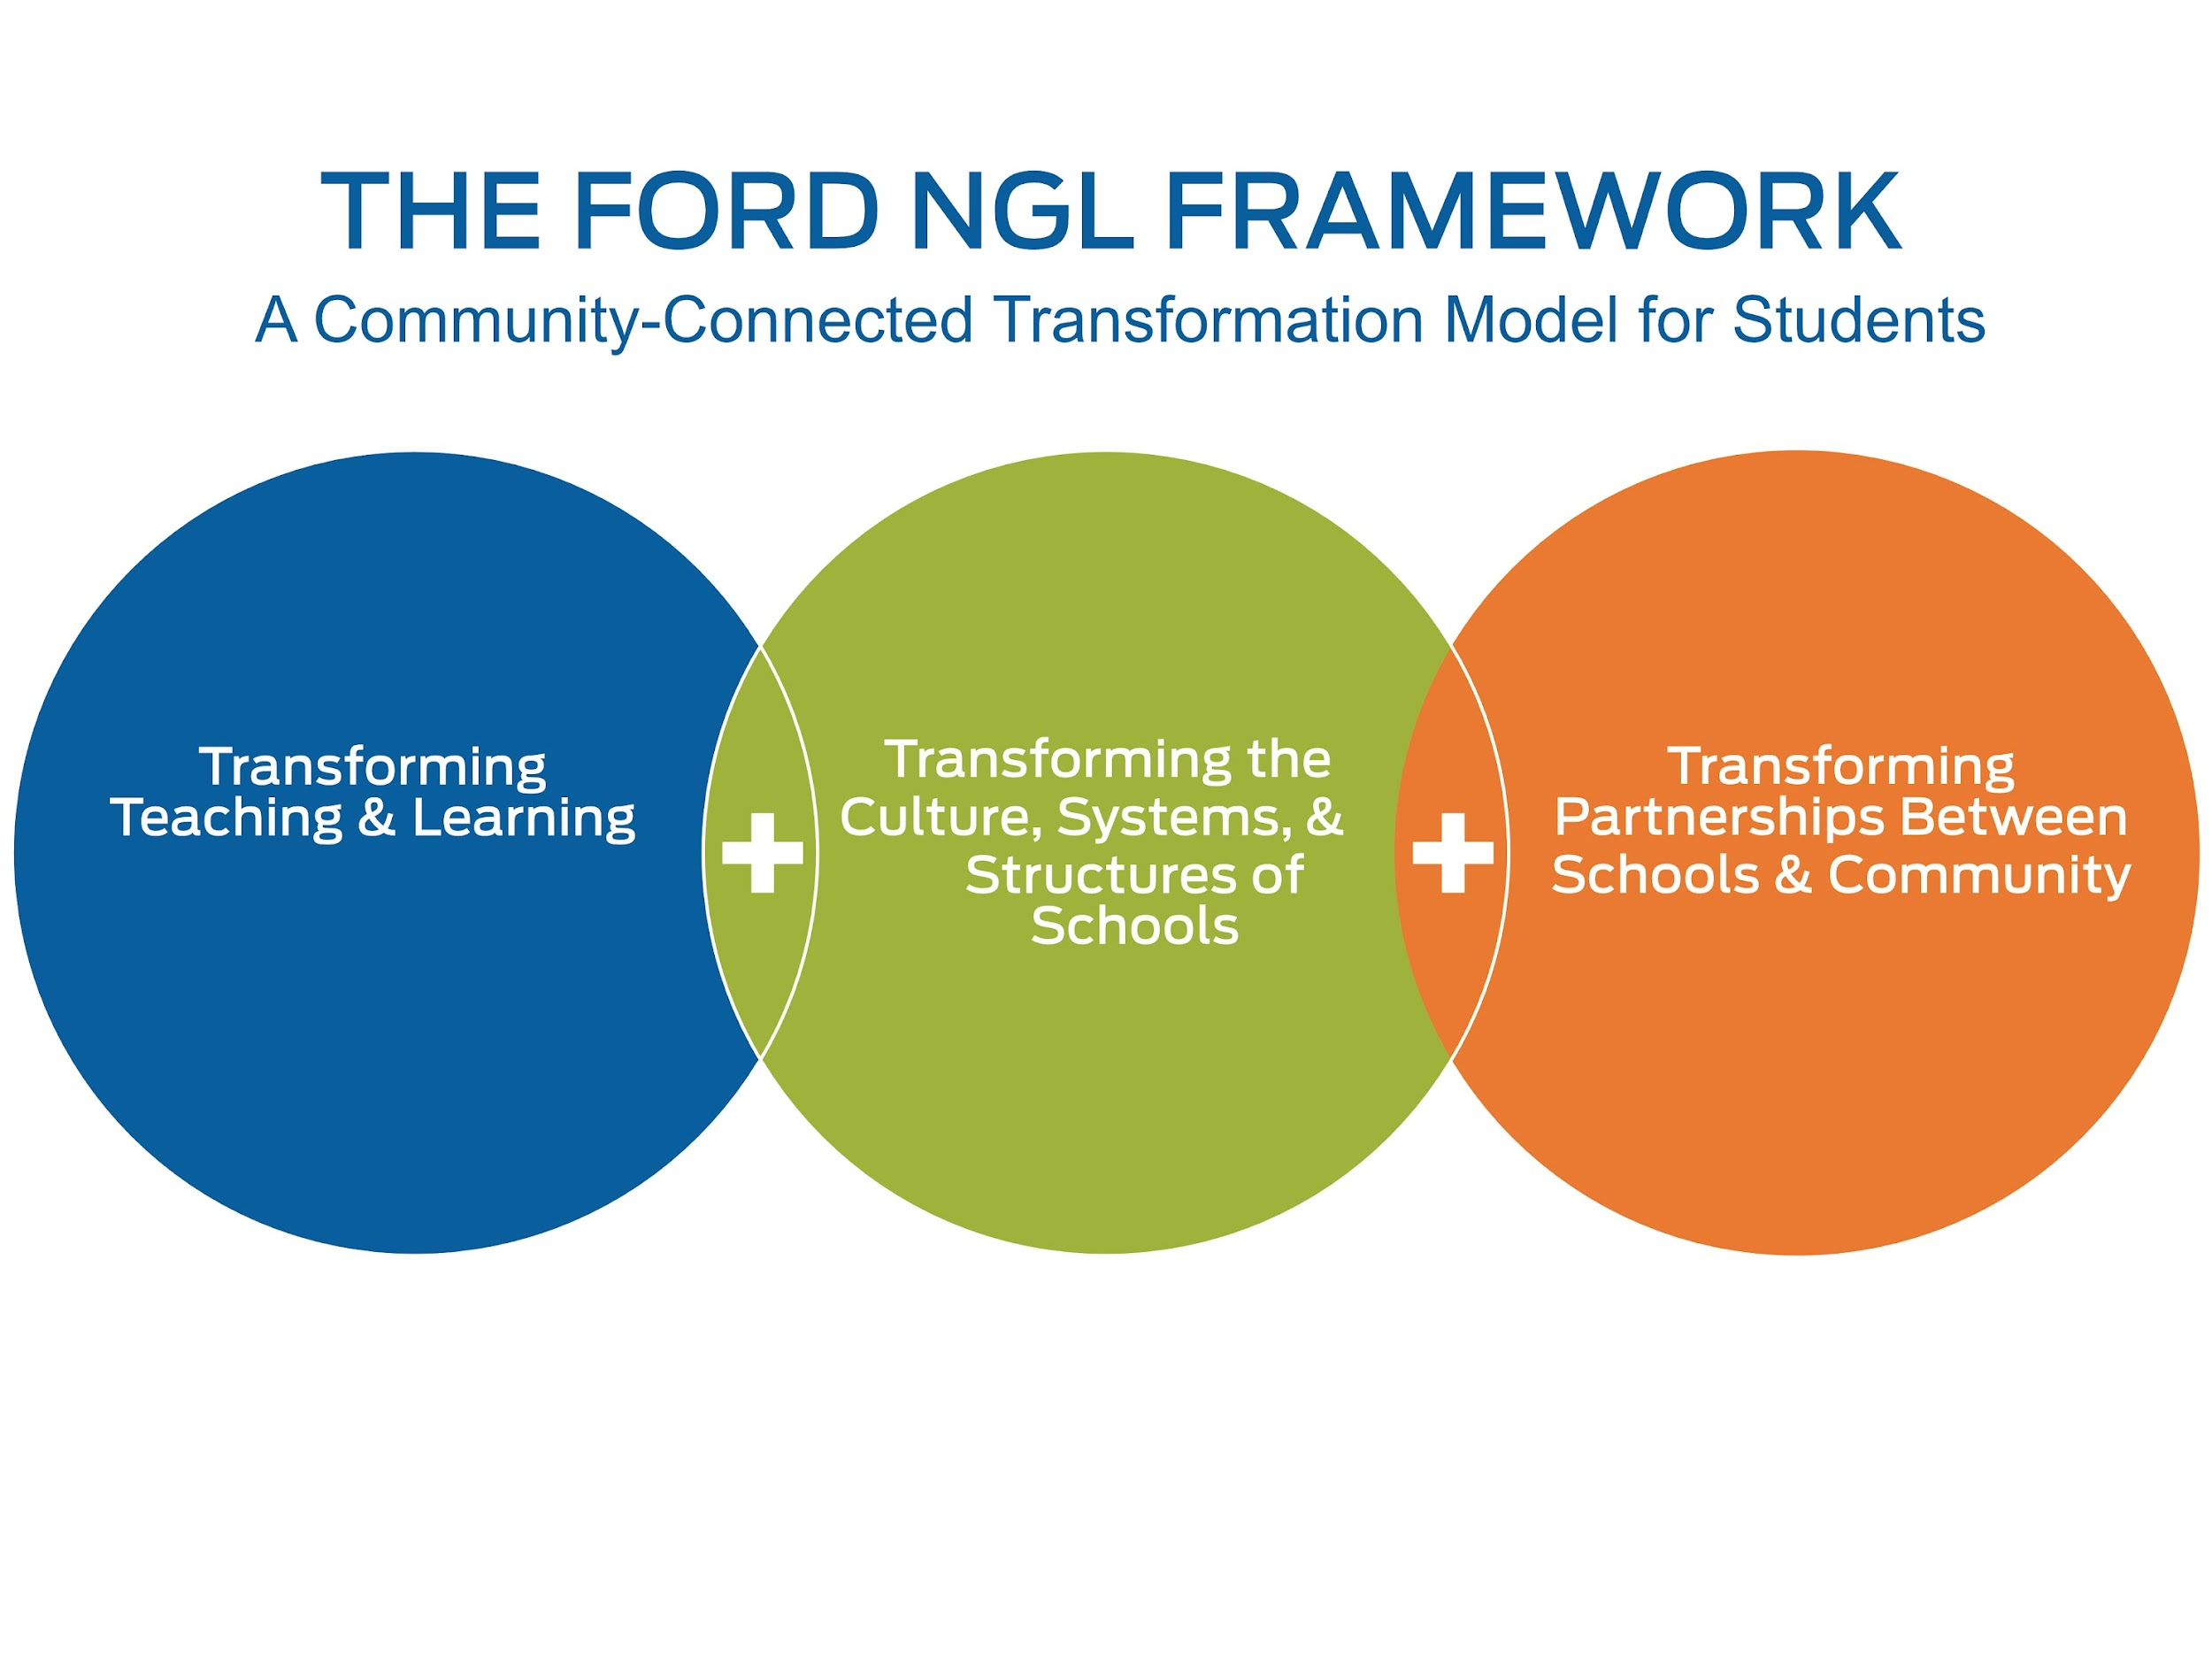 THE FORD NGL FRAMEWORK
A Community-Connected Transformation Model for Students
Transforming
Teaching & Learning
+
Transforming the
Culture, Systems, &
Structures of
Schools
+
Transforming
Partnerships Between
Schools & Community